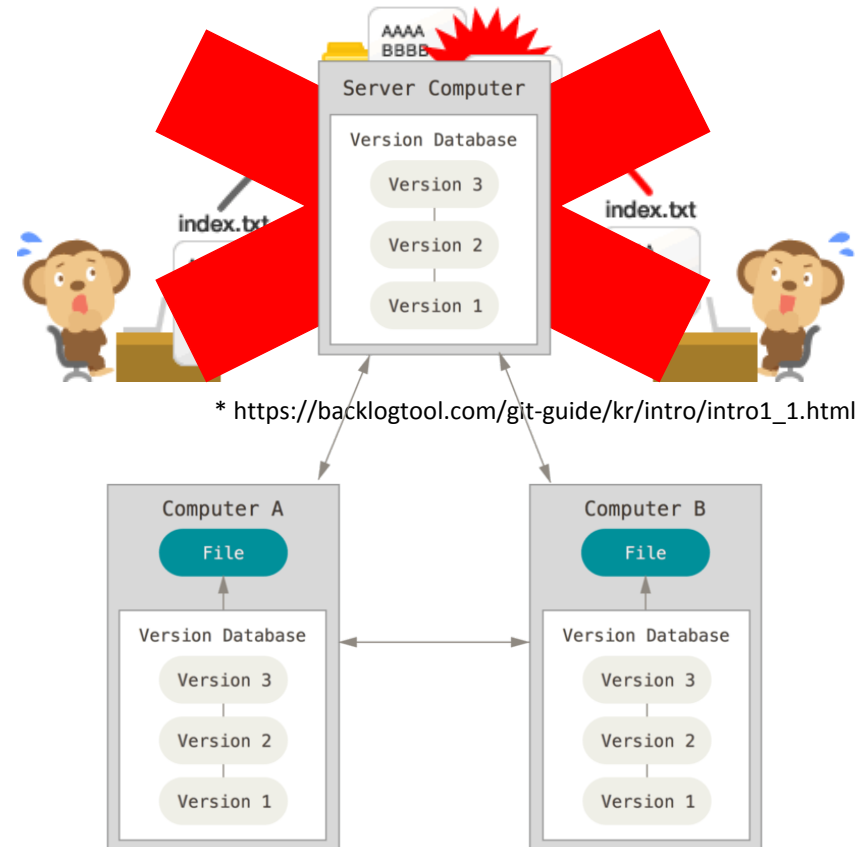 AAAA
BBBB
Server Computer
Version Database
Version 3
Version 2
Version 1
index.txt
index.txt
* https://backlogtool.com/git-guide/kr/intro/intro1_1.html
Computer A
File
Version Database
Version 3
Version 2
Version 1
Computer B
File
Version Database
Version 3
Version 2
Version 1